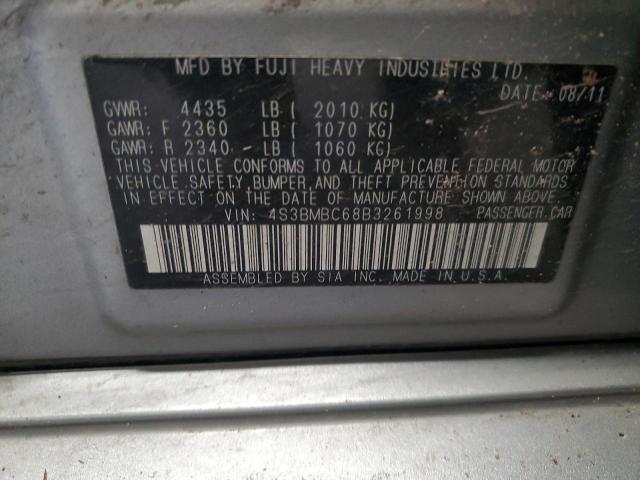 MFD BY FUJI HEAVY INDUSTRIES LTD.
DATE 08/11
GVWR: 4435 LB ( 2010 KG)
GAWR: F 2360 LB ( 1070 KG)
GAWR: R 2340 LB ( 1060 KG)
THIS VEHICLE CONFORMS TO ALL APPLICABLE FEDERAL MOTOR
VEHICLE SAFETY, BUMPER, AND THEFT PREVENTION STANDARDS
IN EFFECT ON THE DATE OF MANUFACTURE SHOWN ABOVE.
VIN: 4S3BMBC68B3261998 PASSENGER CAR
ASSEMBLED BY SIA INC. MADE IN U.S.A.